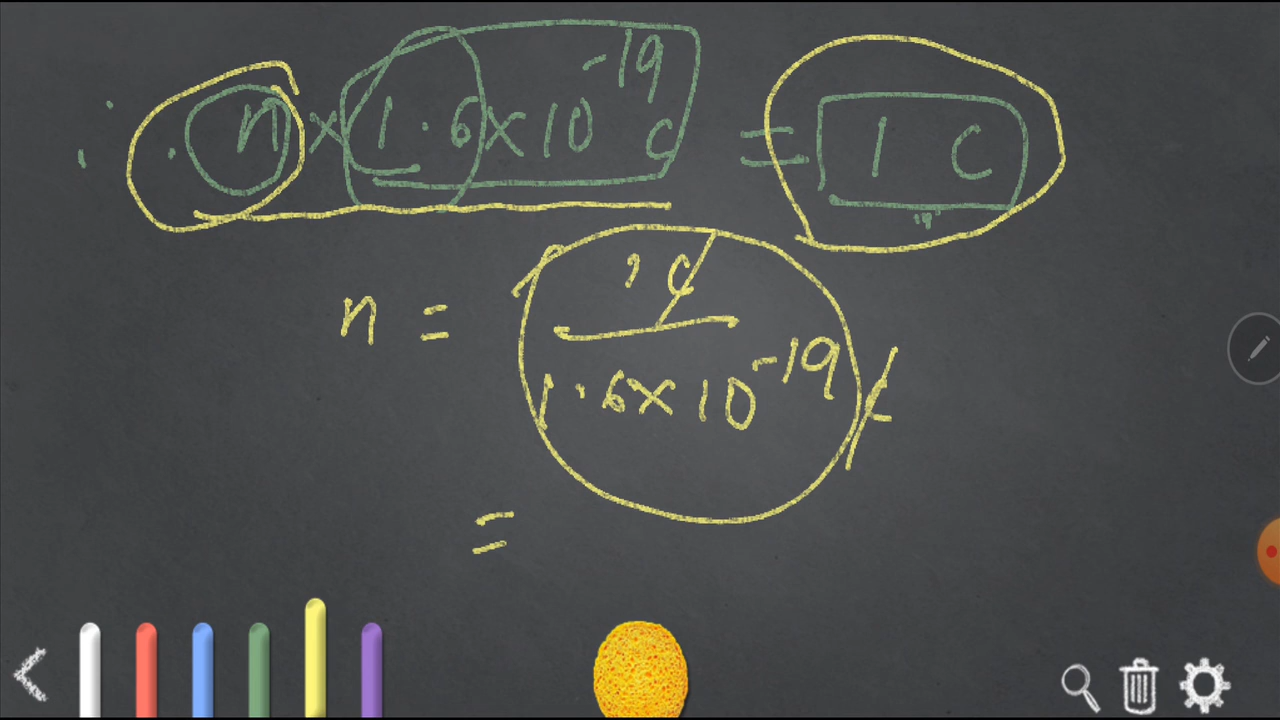 ∴ n × 1.6 × 10⁻¹⁹ C = 1 C
n = 1 C / 1.6 × 10⁻¹⁹ C
=